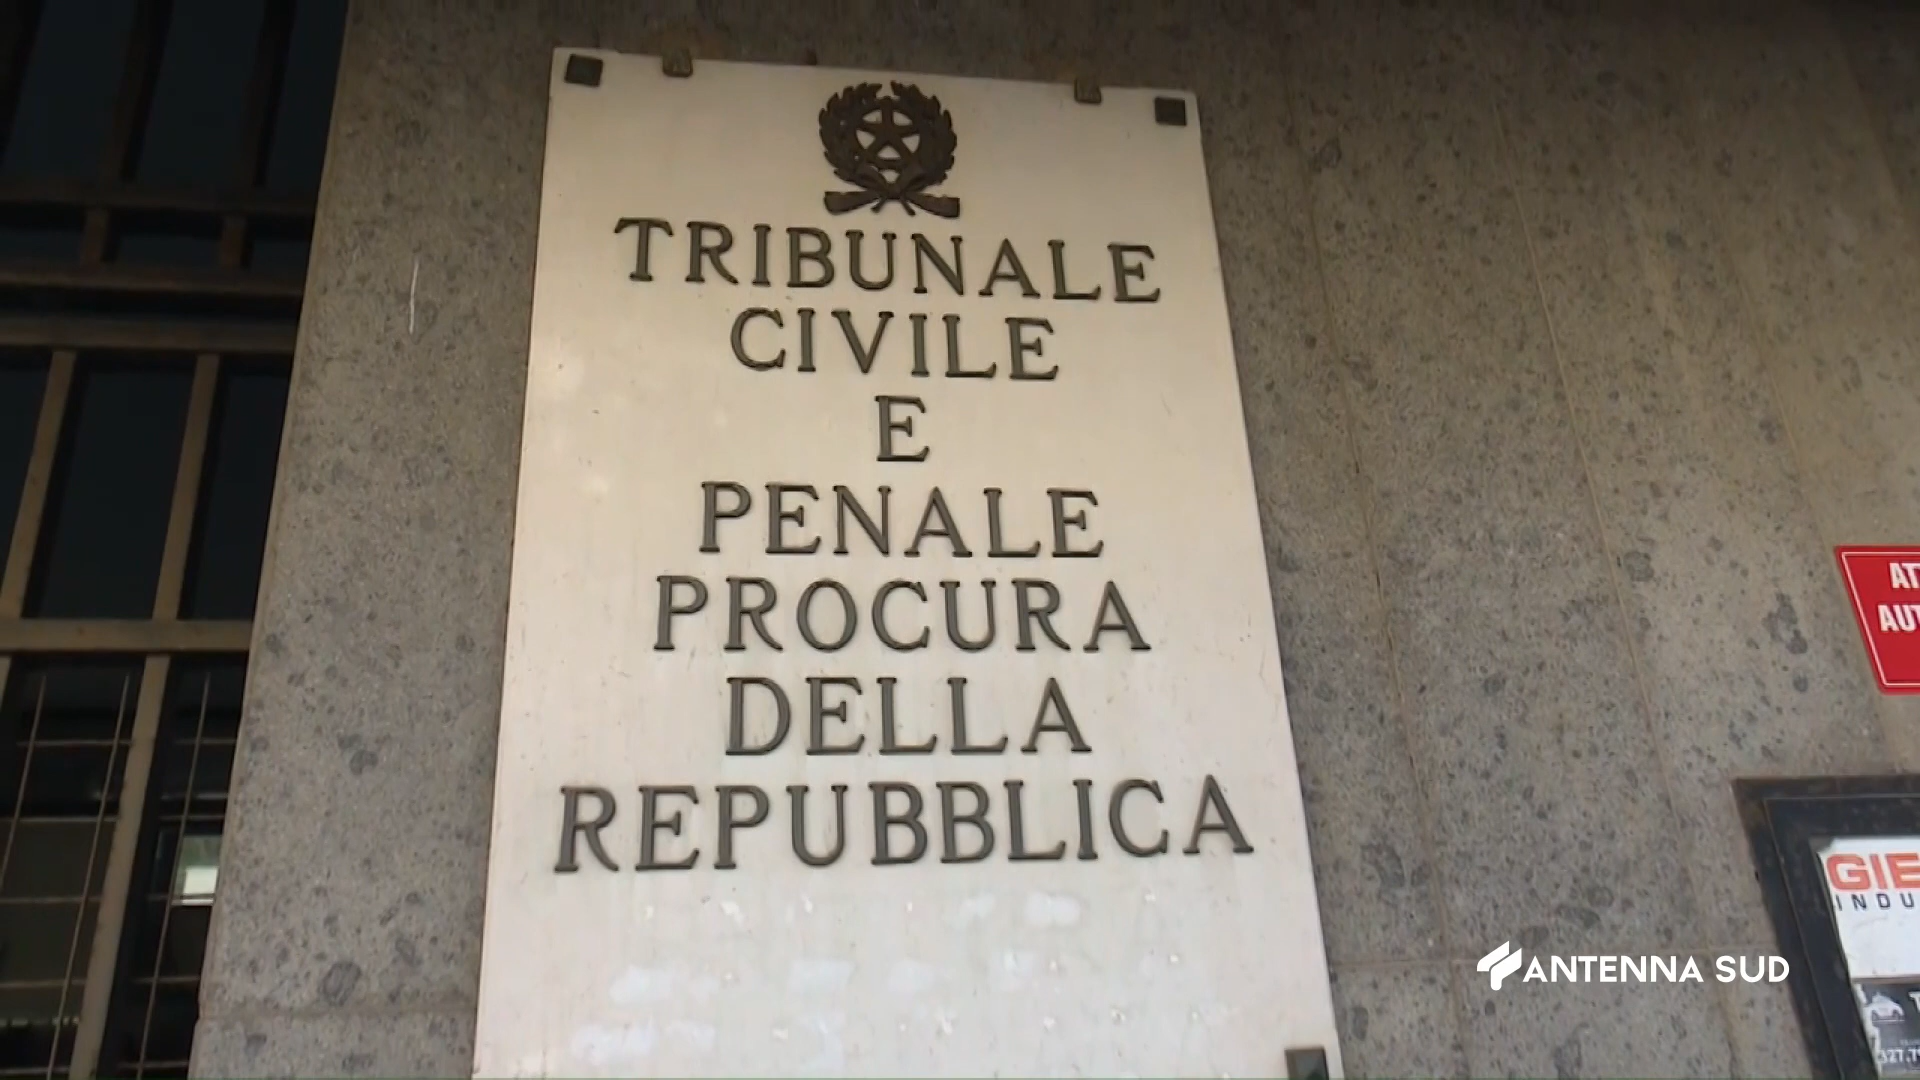 TRIBUNALE
CIVILE
E
PENALE
PROCURA
DELLA
REPUBBLICA
ANTENNA SUD